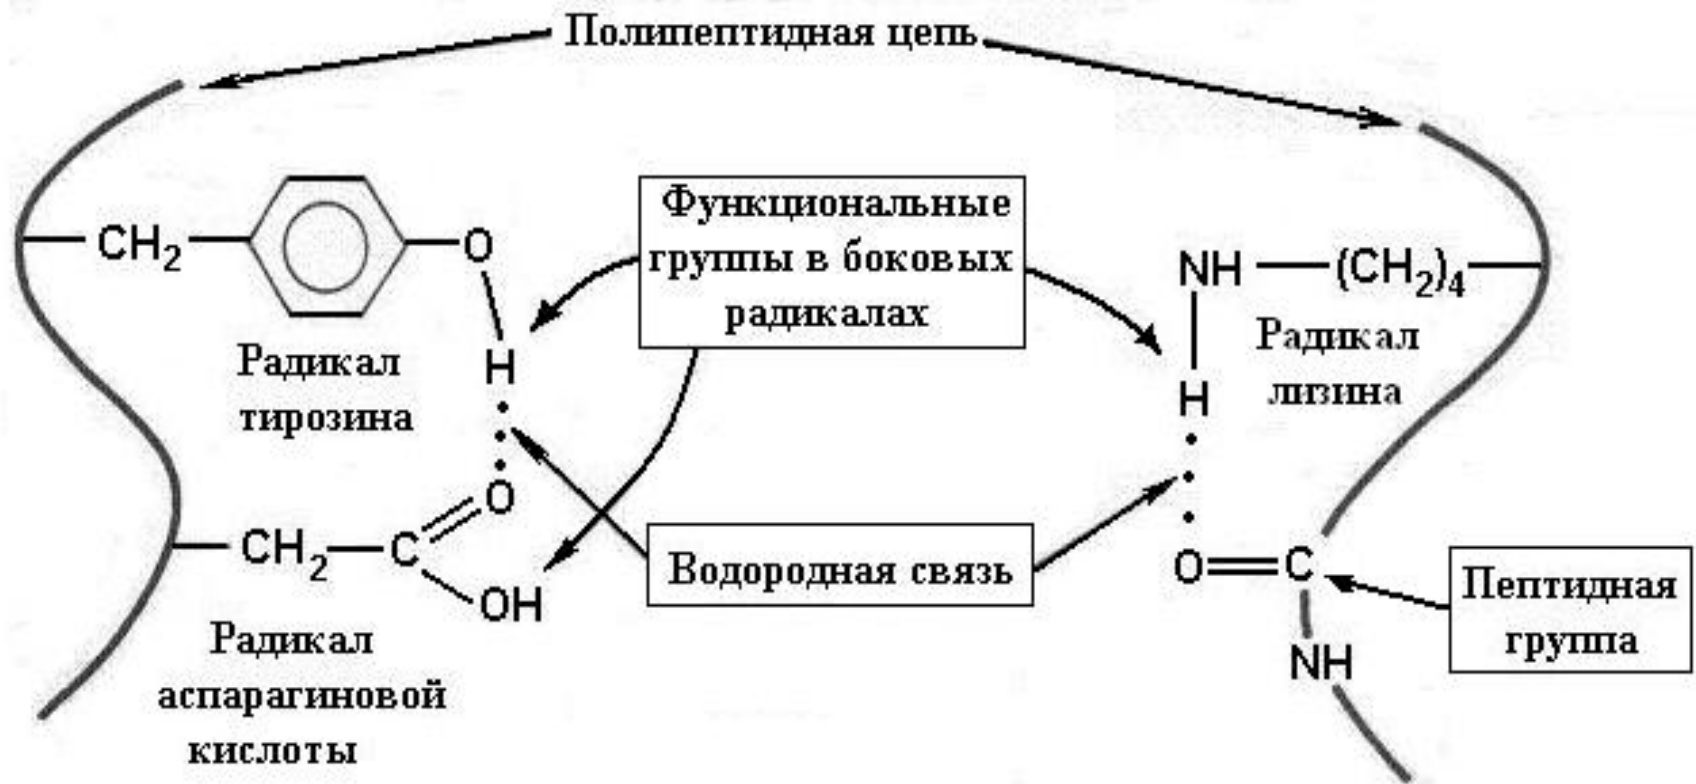 Полипептидная цепь
Функциональные
группы в боковых
радикалах
CH₂
O
H
Радикал
тирозина
NH
(CH₂)₄
H
Радикал
лизина
O
CH₂
C
OH
Водородная связь
O
C
Пептидная
группа
NH
Радикал
аспарагиновой
кислоты